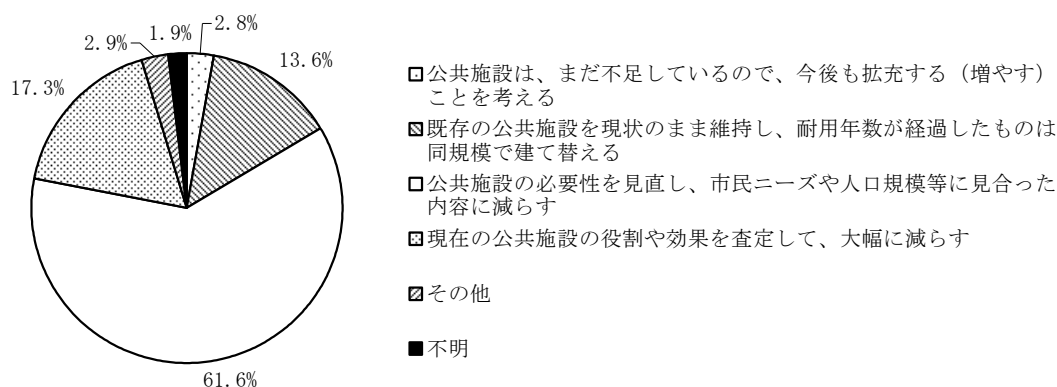 2.8%
13.6%
61.6%
17.3%
2.9%
1.9%
公共施設は、まだ不足しているので、今後も拡充する（増やす）
ことを考える
既存の公共施設を現状のまま維持し、耐用年数が経過したものは
同規模で建て替える
公共施設の必要性を見直し、市民ニーズや人口規模等に見合った
内容に減らす
現在の公共施設の役割や効果を査定して、大幅に減らす
その他
不明